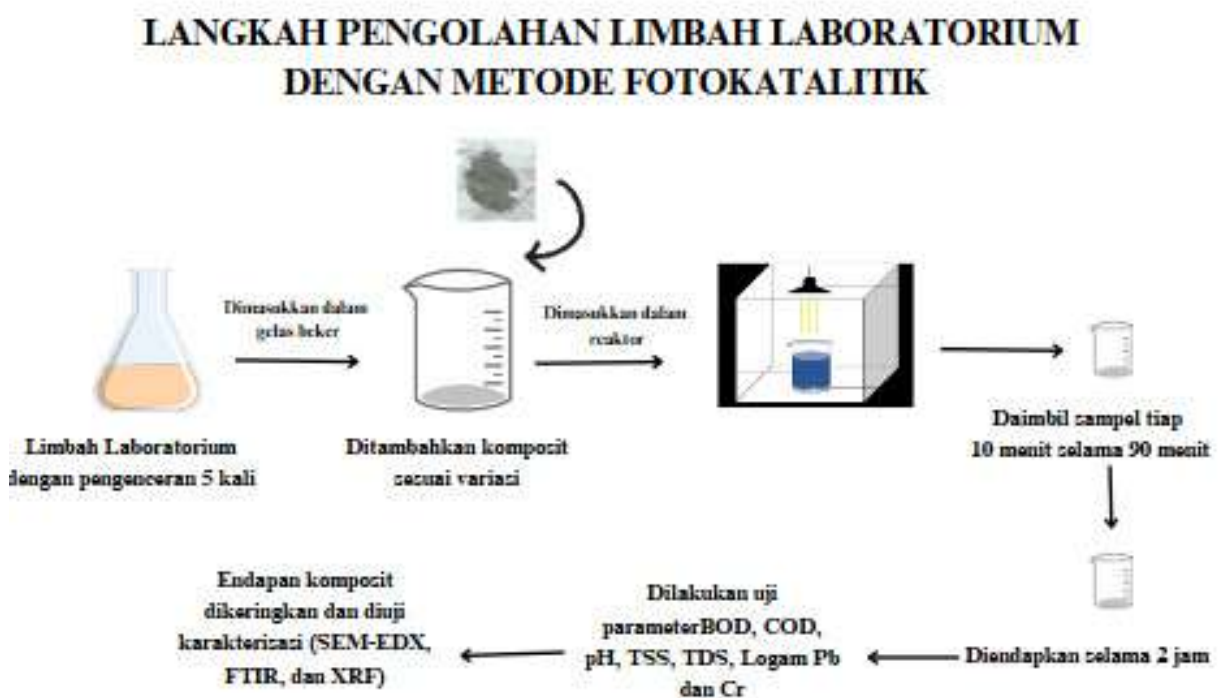 LANGKAH PENGOLAHAN LIMBAH LABORATORIUM
DENGAN METODE FOTOKATALITIK
Dimasukkan dalam
gelas beker
Dimasukkan dalam
reaktor
Limbah Laboratorium
dengan pengenceran 5 kali
Ditambahkan komposit
sesuai variasi
Daimbil sampel tiap
10 menit selama 90 menit
Diendapkan selama 2 jam
Dilakukan uji
parameterBOD, COD,
pH, TSS, TDS, Logam Pb
dan Cr
Endapan komposit
dikeringkan dan diuji
karakterisasi (SEM-EDX,
FTIR, dan XRF)